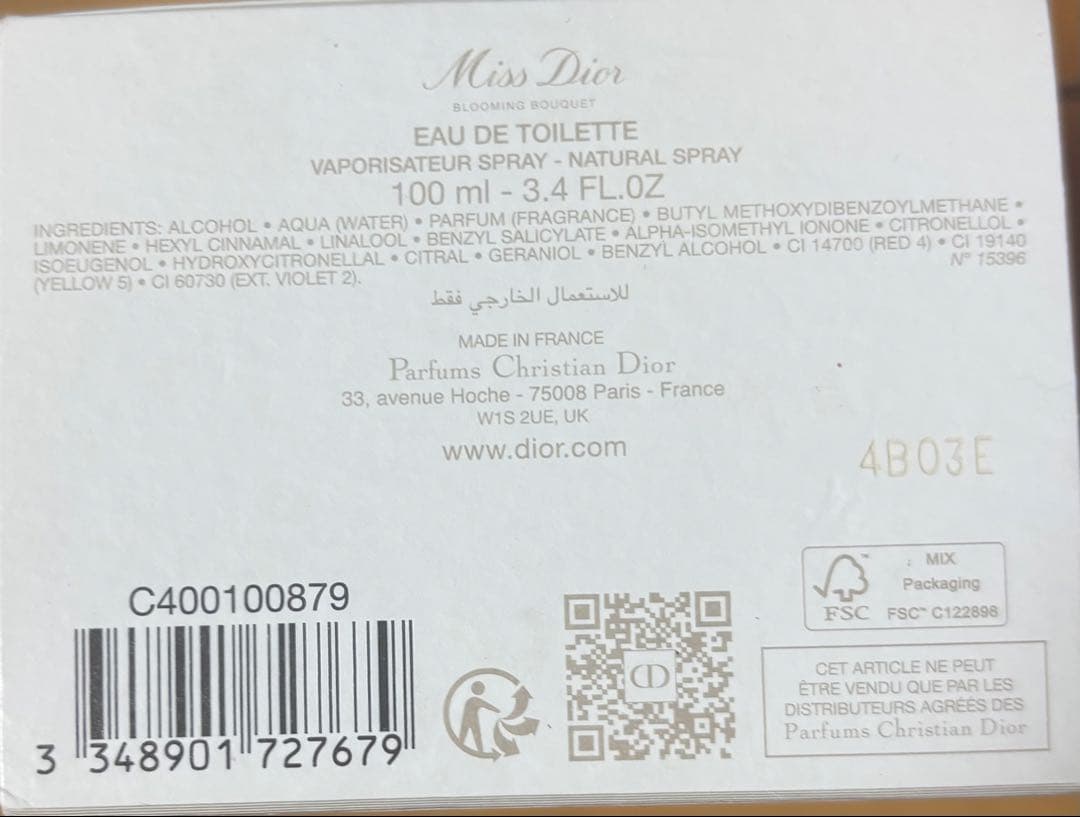 Miss Dior
BLOOMING BOUQUET
EAU DE TOILETTE
VAPORISATEUR SPRAY - NATURAL SPRAY
100 ml - 3.4 FL.OZ
INGREDIENTS: ALCOHOL • AQUA (WATER) • PARFUM (FRAGRANCE) • BUTYL METHOXYDIBENZOYLMETHANE •
LIMONENE • HEXYL CINNAMAL • LINALOOL • BENZYL SALICYLATE • ALPHA-ISOMETHYL IONONE • CITRONELLOL •
ISOEUGENOL • HYDROXYCITRONELLAL • CITRAL • GERANIOL • BENZYL ALCOHOL • CI 14700 (RED 4) • CI 19140
(YELLOW 5) • CI 60730 (EXT. VIOLET 2).
N° 15396
للاستعمال الخارجي فقط
MADE IN FRANCE
Parfums Christian Dior
33, avenue Hoche - 75008 Paris - France
W1S 2UE, UK
www.dior.com
4B03E
C400100879
3 348901 727679
CD
MIX
Packaging
FSC FSC™ C122898
CET ARTICLE NE PEUT
ÊTRE VENDU QUE PAR LES
DISTRIBUTEURS AGRÉÉS DES
Parfums Christian Dior